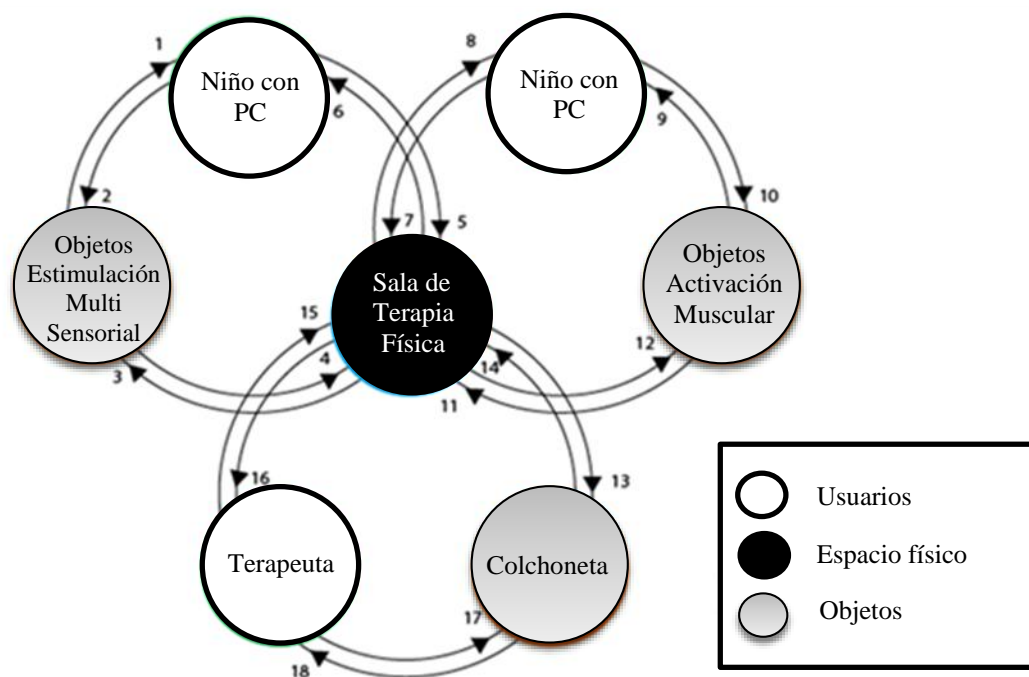 1
8
Niño con
PC
Niño con
PC
6
9
2
7
5
10
Objetos
Estimulación
Multi
Sensorial
Sala de
Terapia
Física
Objetos
Activación
Muscular
15
4
3
14
12
11
16
13
Terapeuta
Colchoneta
17
18
Usuarios
Espacio físico
Objetos